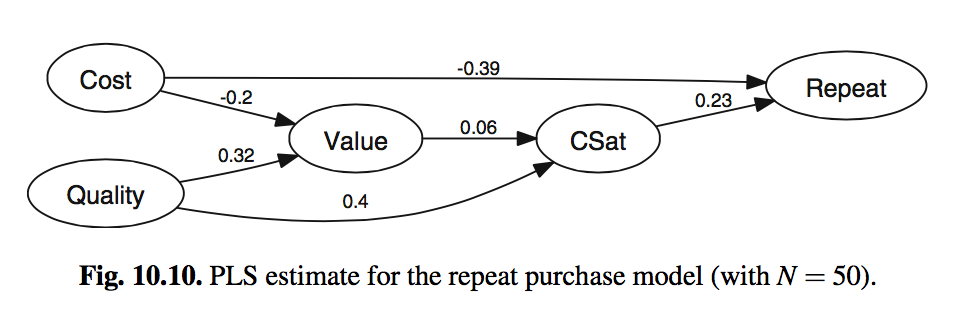 Cost
-0.39
Repeat
-0.2
0.23
Value
0.06
CSat
0.32
Quality
0.4
Fig. 10.10. PLS estimate for the repeat purchase model (with N = 50).